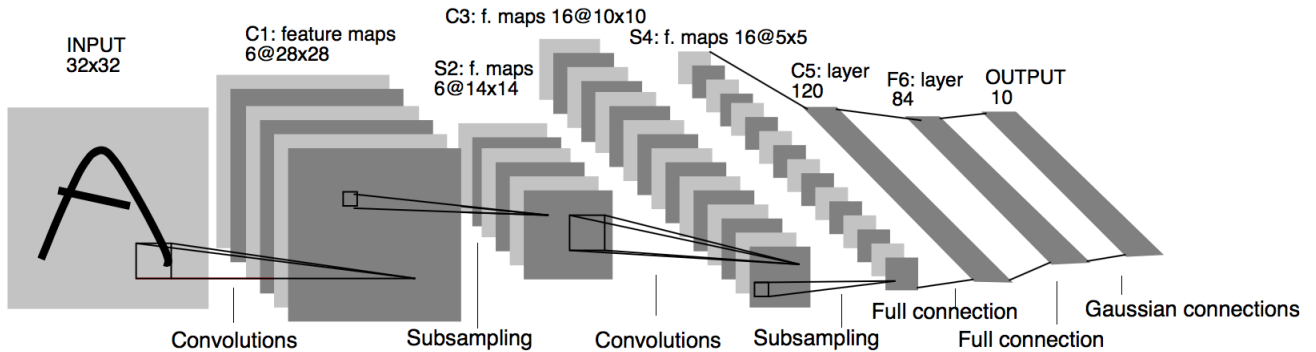 INPUT
32x32
C1: feature maps
6@28x28
S2: f. maps
6@14x14
C3: f. maps 16@10x10
S4: f. maps 16@5x5
C5: layer
120
F6: layer
84
OUTPUT
10
Convolutions
Subsampling
Convolutions
Subsampling
Full connection
Full connection
Gaussian connections